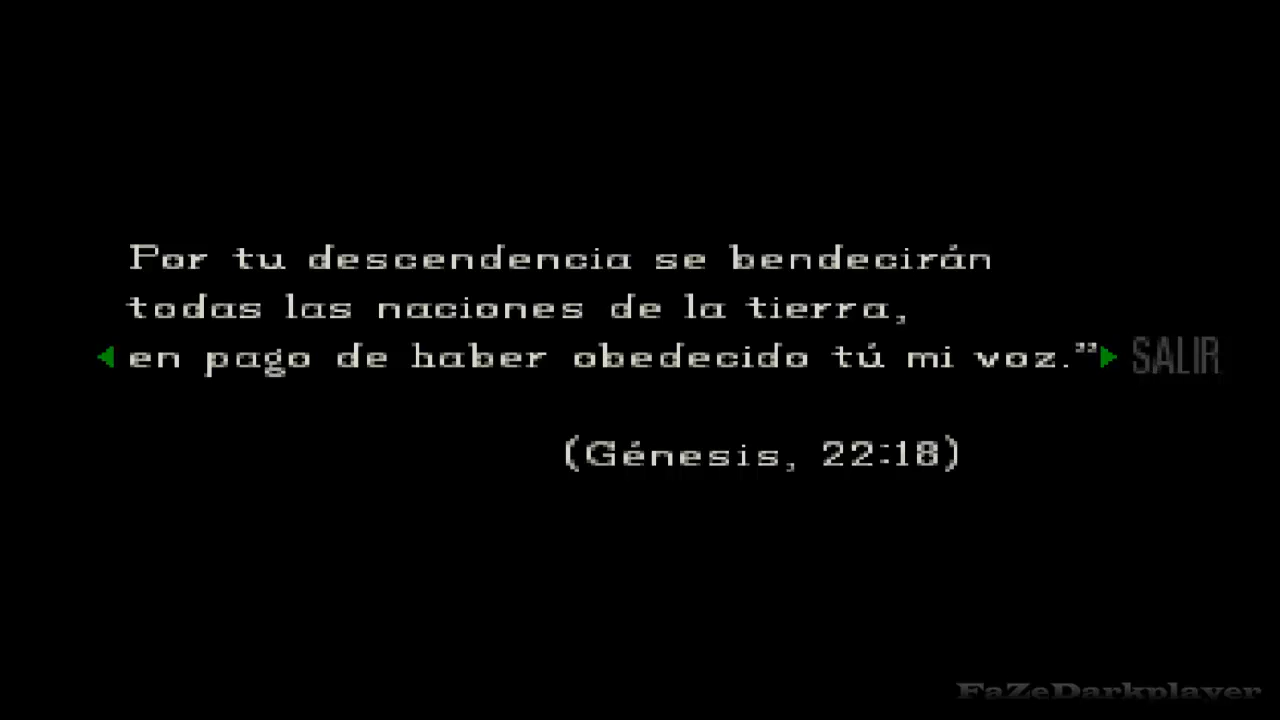 Por tu descendencia se bendecirán
todas las naciones de la tierra,
en pago de haber obedecido tú mi voz.” SALIR
(Génesis, 22:18)
FaZeDarkplayer